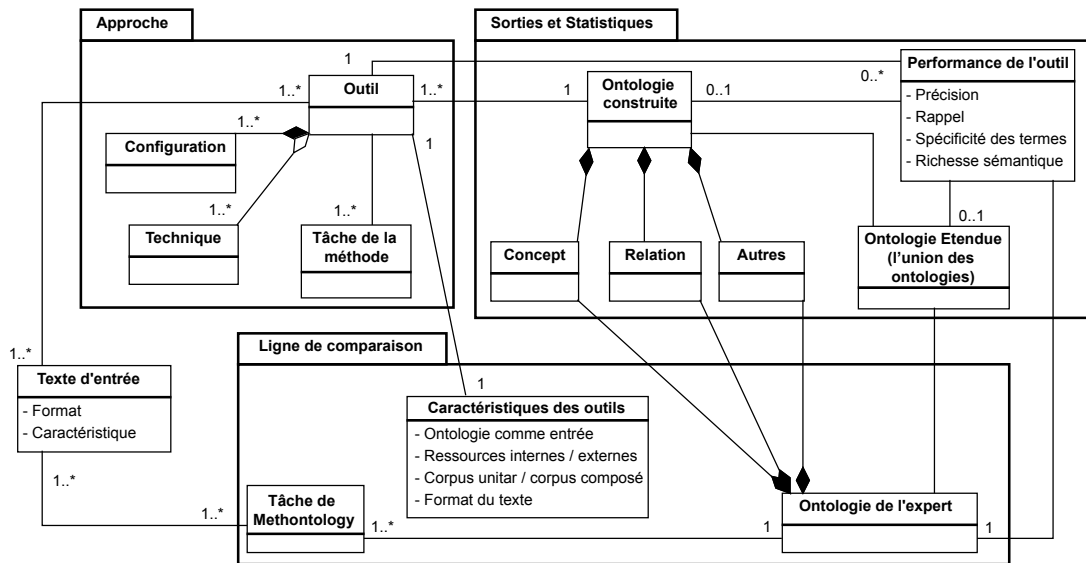 Approche
Sorties et Statistiques
1
1..*
Outil
1..*
1
Ontologie
construite
0..1
0..*
Performance de l'outil
- Précision
- Rappel
- Spécificité des termes
- Richesse sémantique
1..*
Configuration
1
1..*
Technique
1..*
Tâche de la
méthode
Concept
Relation
Autres
0..1
Ontologie Etendue
(l'union des
ontologies)
Ligne de comparaison
1..*
Texte d'entrée
- Format
- Caractéristique
1..*
1
Caractéristiques des outils
- Ontologie comme entrée
- Ressources internes / externes
- Corpus unitar / corpus composé
- Format du texte
1..*
Tâche de
Methontology
1..*
1
Ontologie de l'expert
1